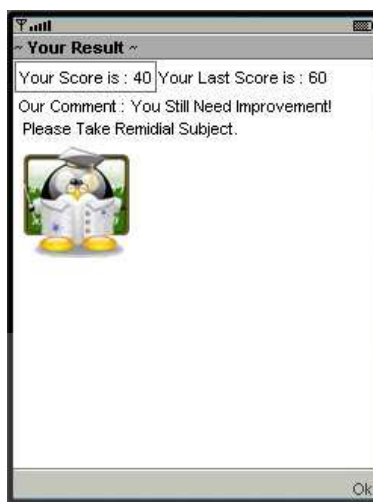 ~ Your Result ~
Your Score is : 40 Your Last Score is : 60
Our Comment : You Still Need Improvement!
Please Take Remidial Subject.
Ok